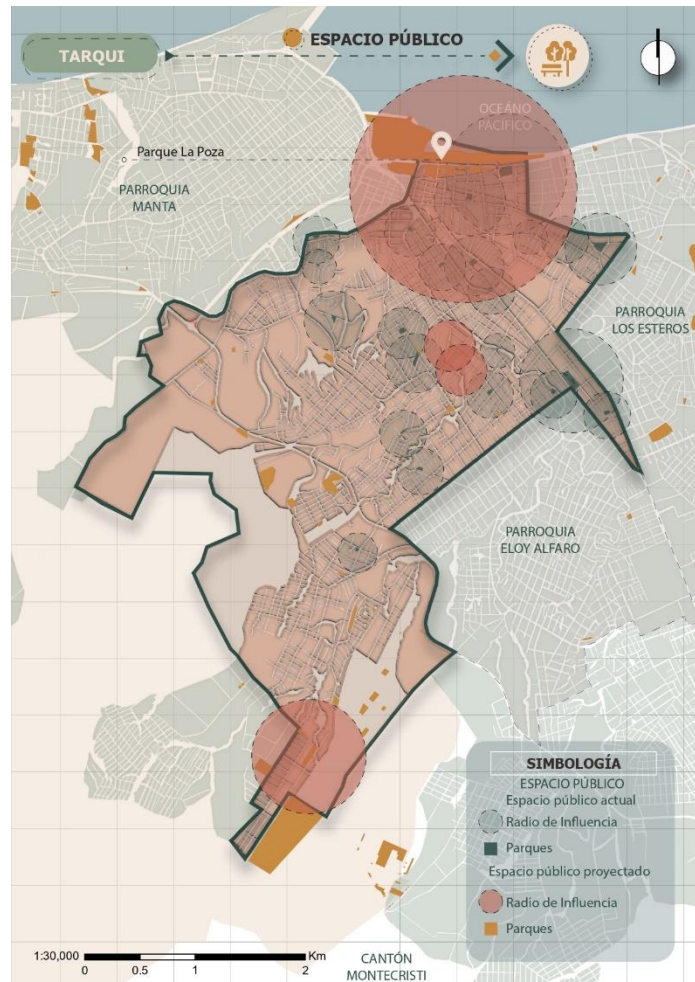 TARQUI
ESPACIO PÚBLICO
OCEÁNO
PACÍFICO
Parque La Poza
PARROQUIA
MANTA
PARROQUIA
LOS ESTEROS
PARROQUIA
ELOY ALFARO
SIMBOLOGÍA
ESPACIO PÚBLICO
Espacio público actual
Radio de Influencia
Parques
Espacio público proyectado
Radio de Influencia
Parques
1:30,000
Km
0 0.5 1 2
CANTÓN
MONTECRISTI